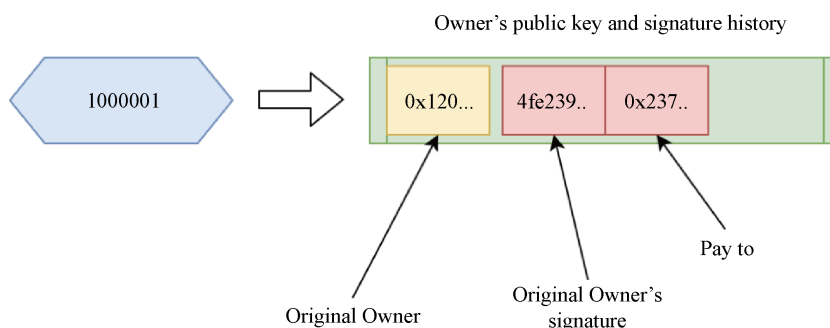 Owner's public key and signature history
1000001
0x120...
4fe239..
0x237..
Pay to
Original Owner
Original Owner's
signature